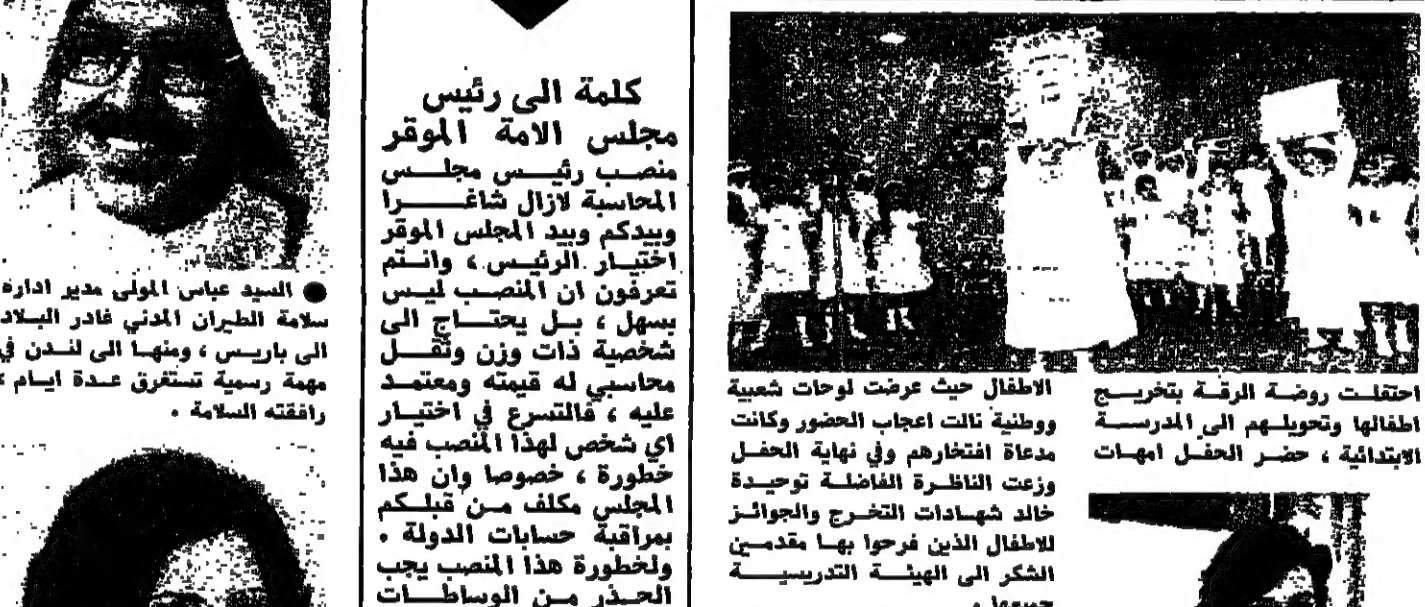 احتفلت روضة الرقة بتخريج
اطفالها وتحويلهم الى المدرسة
الابتدائية ، حضر الحفل امهات
الاطفال حيث عرضت لوحات شعبية
ووطنية نالت اعجاب الحضور وكانت
مدعاة افتخارهم وفي نهاية الحفل
وزعت الناظرة الفاضلة توحيدة
خالد شهادات التخرج والجوائز
للاطفال الذين فرحوا بها مقدمين
الشكر الى الهيئة التدريسية
جميعها .
كلمة الى رئيس
مجلس الامة الموقر
منصب رئيس مجلس
المحاسبة لازال شاغرا
وبيدكم وبيد المجلس الموقر
اختيار الرئيس ، وانتم
تعرفون ان المنصب ليس
بسهل ، بل يحتاج الى
شخصية ذات وزن وثقل
محاسبي له قيمته ومعتمد
عليه ، فالتسرع في اختيار
اي شخص لهذا المنصب فيه
خطورة ، خصوصا وان هذا
المجلس مكلف من قبلكم
بمراقبة حسابات الدولة .
ولخطورة هذا المنصب يجب
الحذر من الوساطات
● السيد عباس المولى مدير اداره
سلامة الطيران المدني غادر البلاد
الى باريس ، ومنها الى لندن في
مهمة رسمية تستغرق عدة ايام ،
رافقته السلامة .